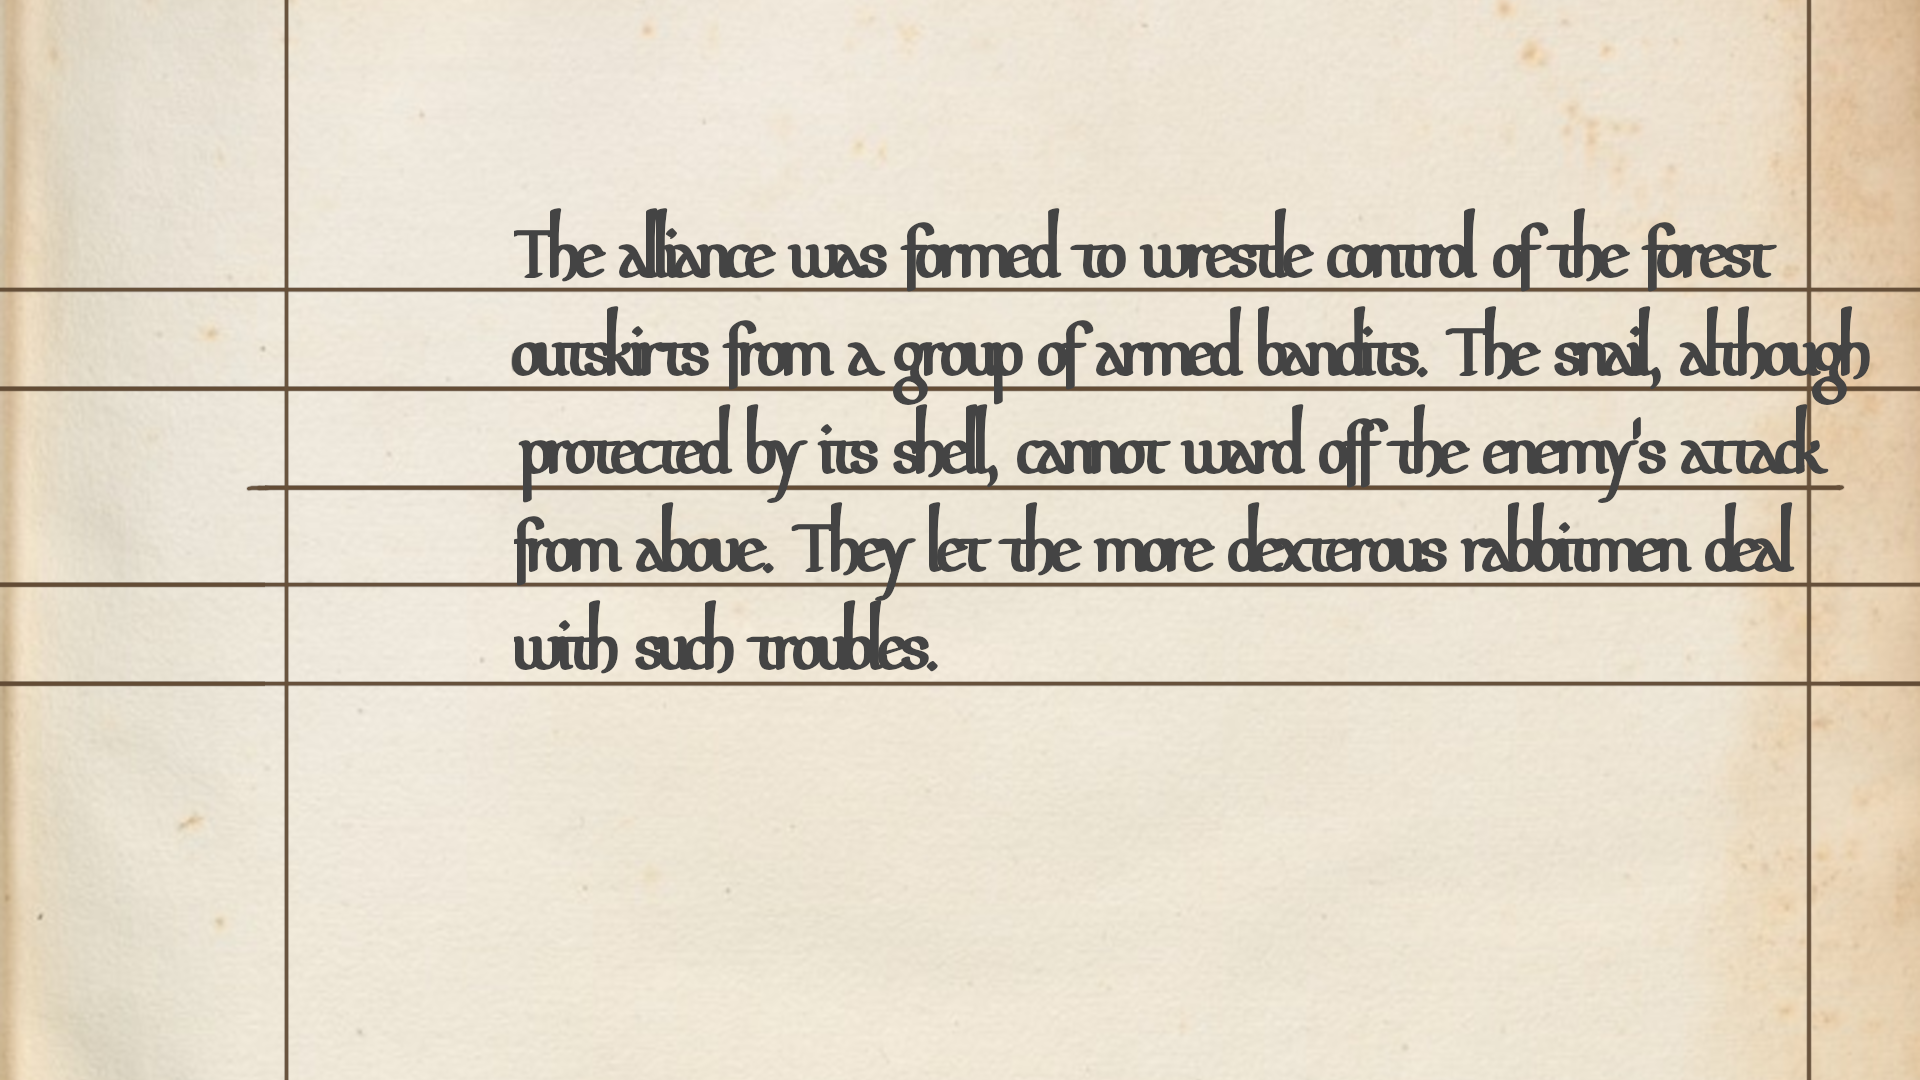 The alliance was formed to wrestle control of the forest
outskirts from a group of armed bandits. The snail, although
protected by its shell, cannot ward off the enemy's attack
from above. They let the more dexterous rabbitmen deal
with such troubles.